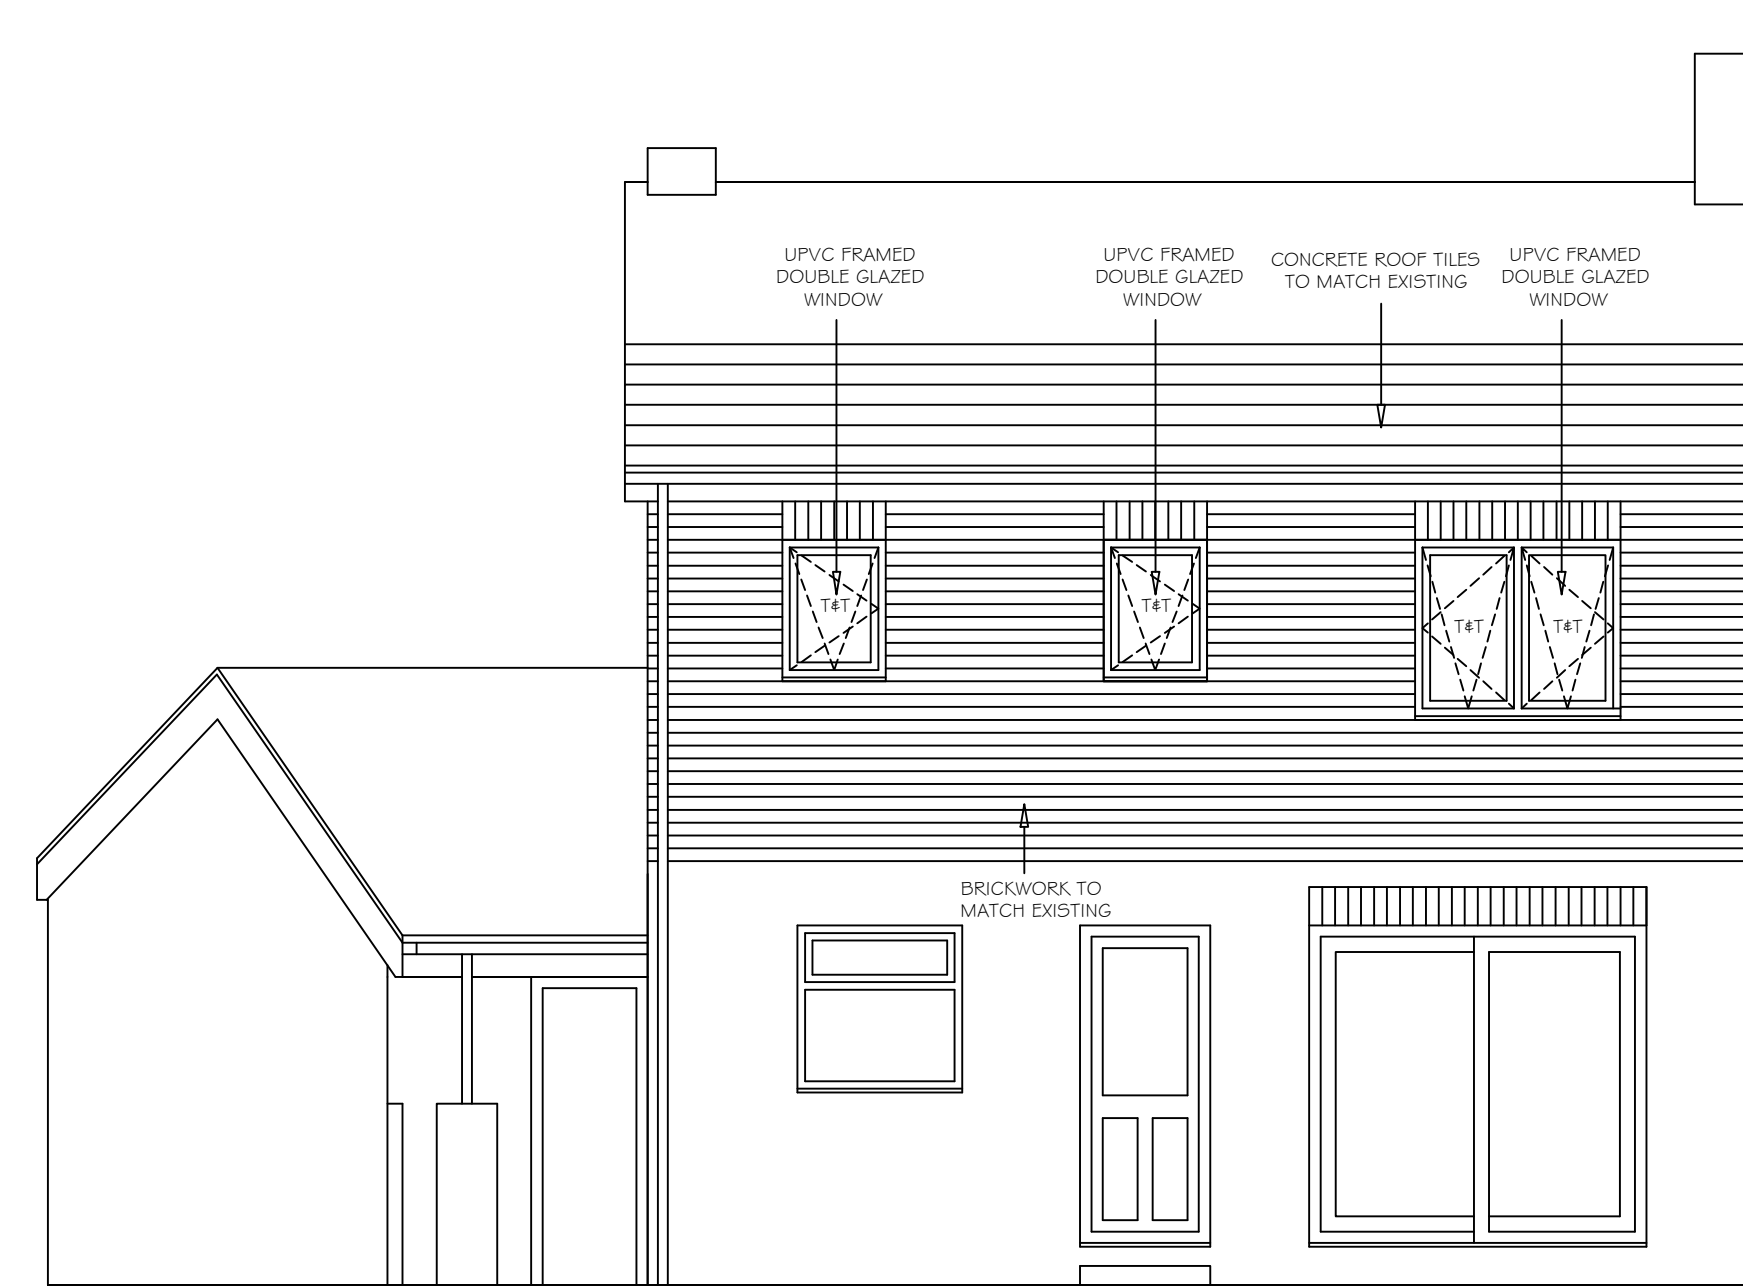 UPVC FRAMED
DOUBLE GLAZED
WINDOW
UPVC FRAMED
DOUBLE GLAZED
WINDOW
CONCRETE ROOF TILES
TO MATCH EXISTING
UPVC FRAMED
DOUBLE GLAZED
WINDOW
T&T
T&T
T&T
T&T
BRICKWORK TO
MATCH EXISTING